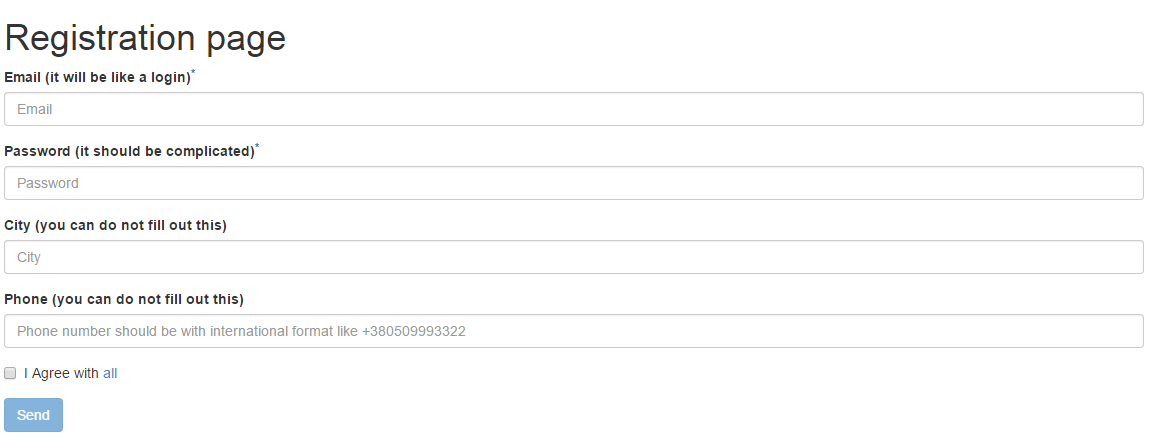 Registration page
Email (it will be like a login)*
Email
Password (it should be complicated)*
Password
City (you can do not fill out this)
City
Phone (you can do not fill out this)
Phone number should be with international format like +380509993322
I Agree with all
Send